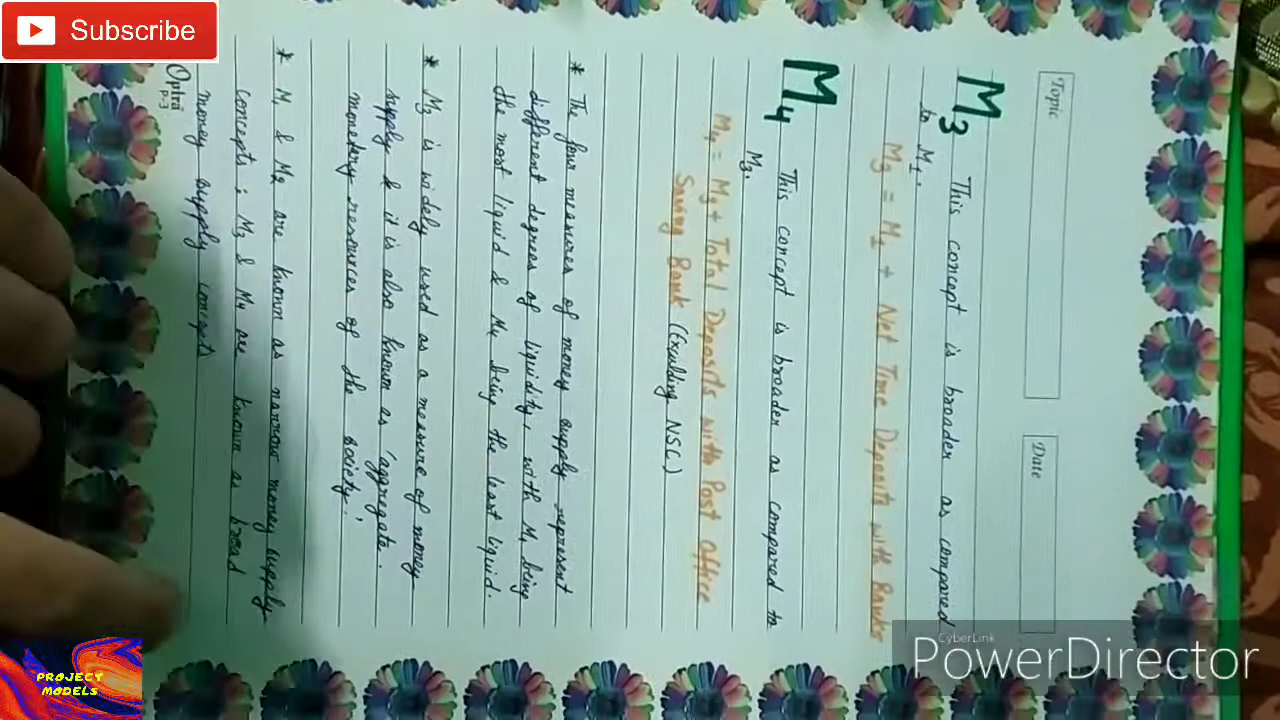 Subscribe
Topic
Date
M3 This concept is broader as compared
to M1.
M3 = M1 + Net Time Deposits with Banks
M4 This concept is broader as compared to
M3.
M4 = M3 + Total Deposits with Post Office
Saving Bank (Exulding NSC)
* The four measures of money supply represent
different degrees of liquidity, with M1 being
the most liquid & M4 being the least liquid.
* M3 is widely used as a measure of money
supply & it is also known as 'aggregate
monetary resources of the society.'
* M1 & M2 are known as narrow money supply
concepts ; M3 & M4 are known as broad
money supply concepts
Optra
P-3
PROJECT
MODELS
CyberLink
PowerDirector